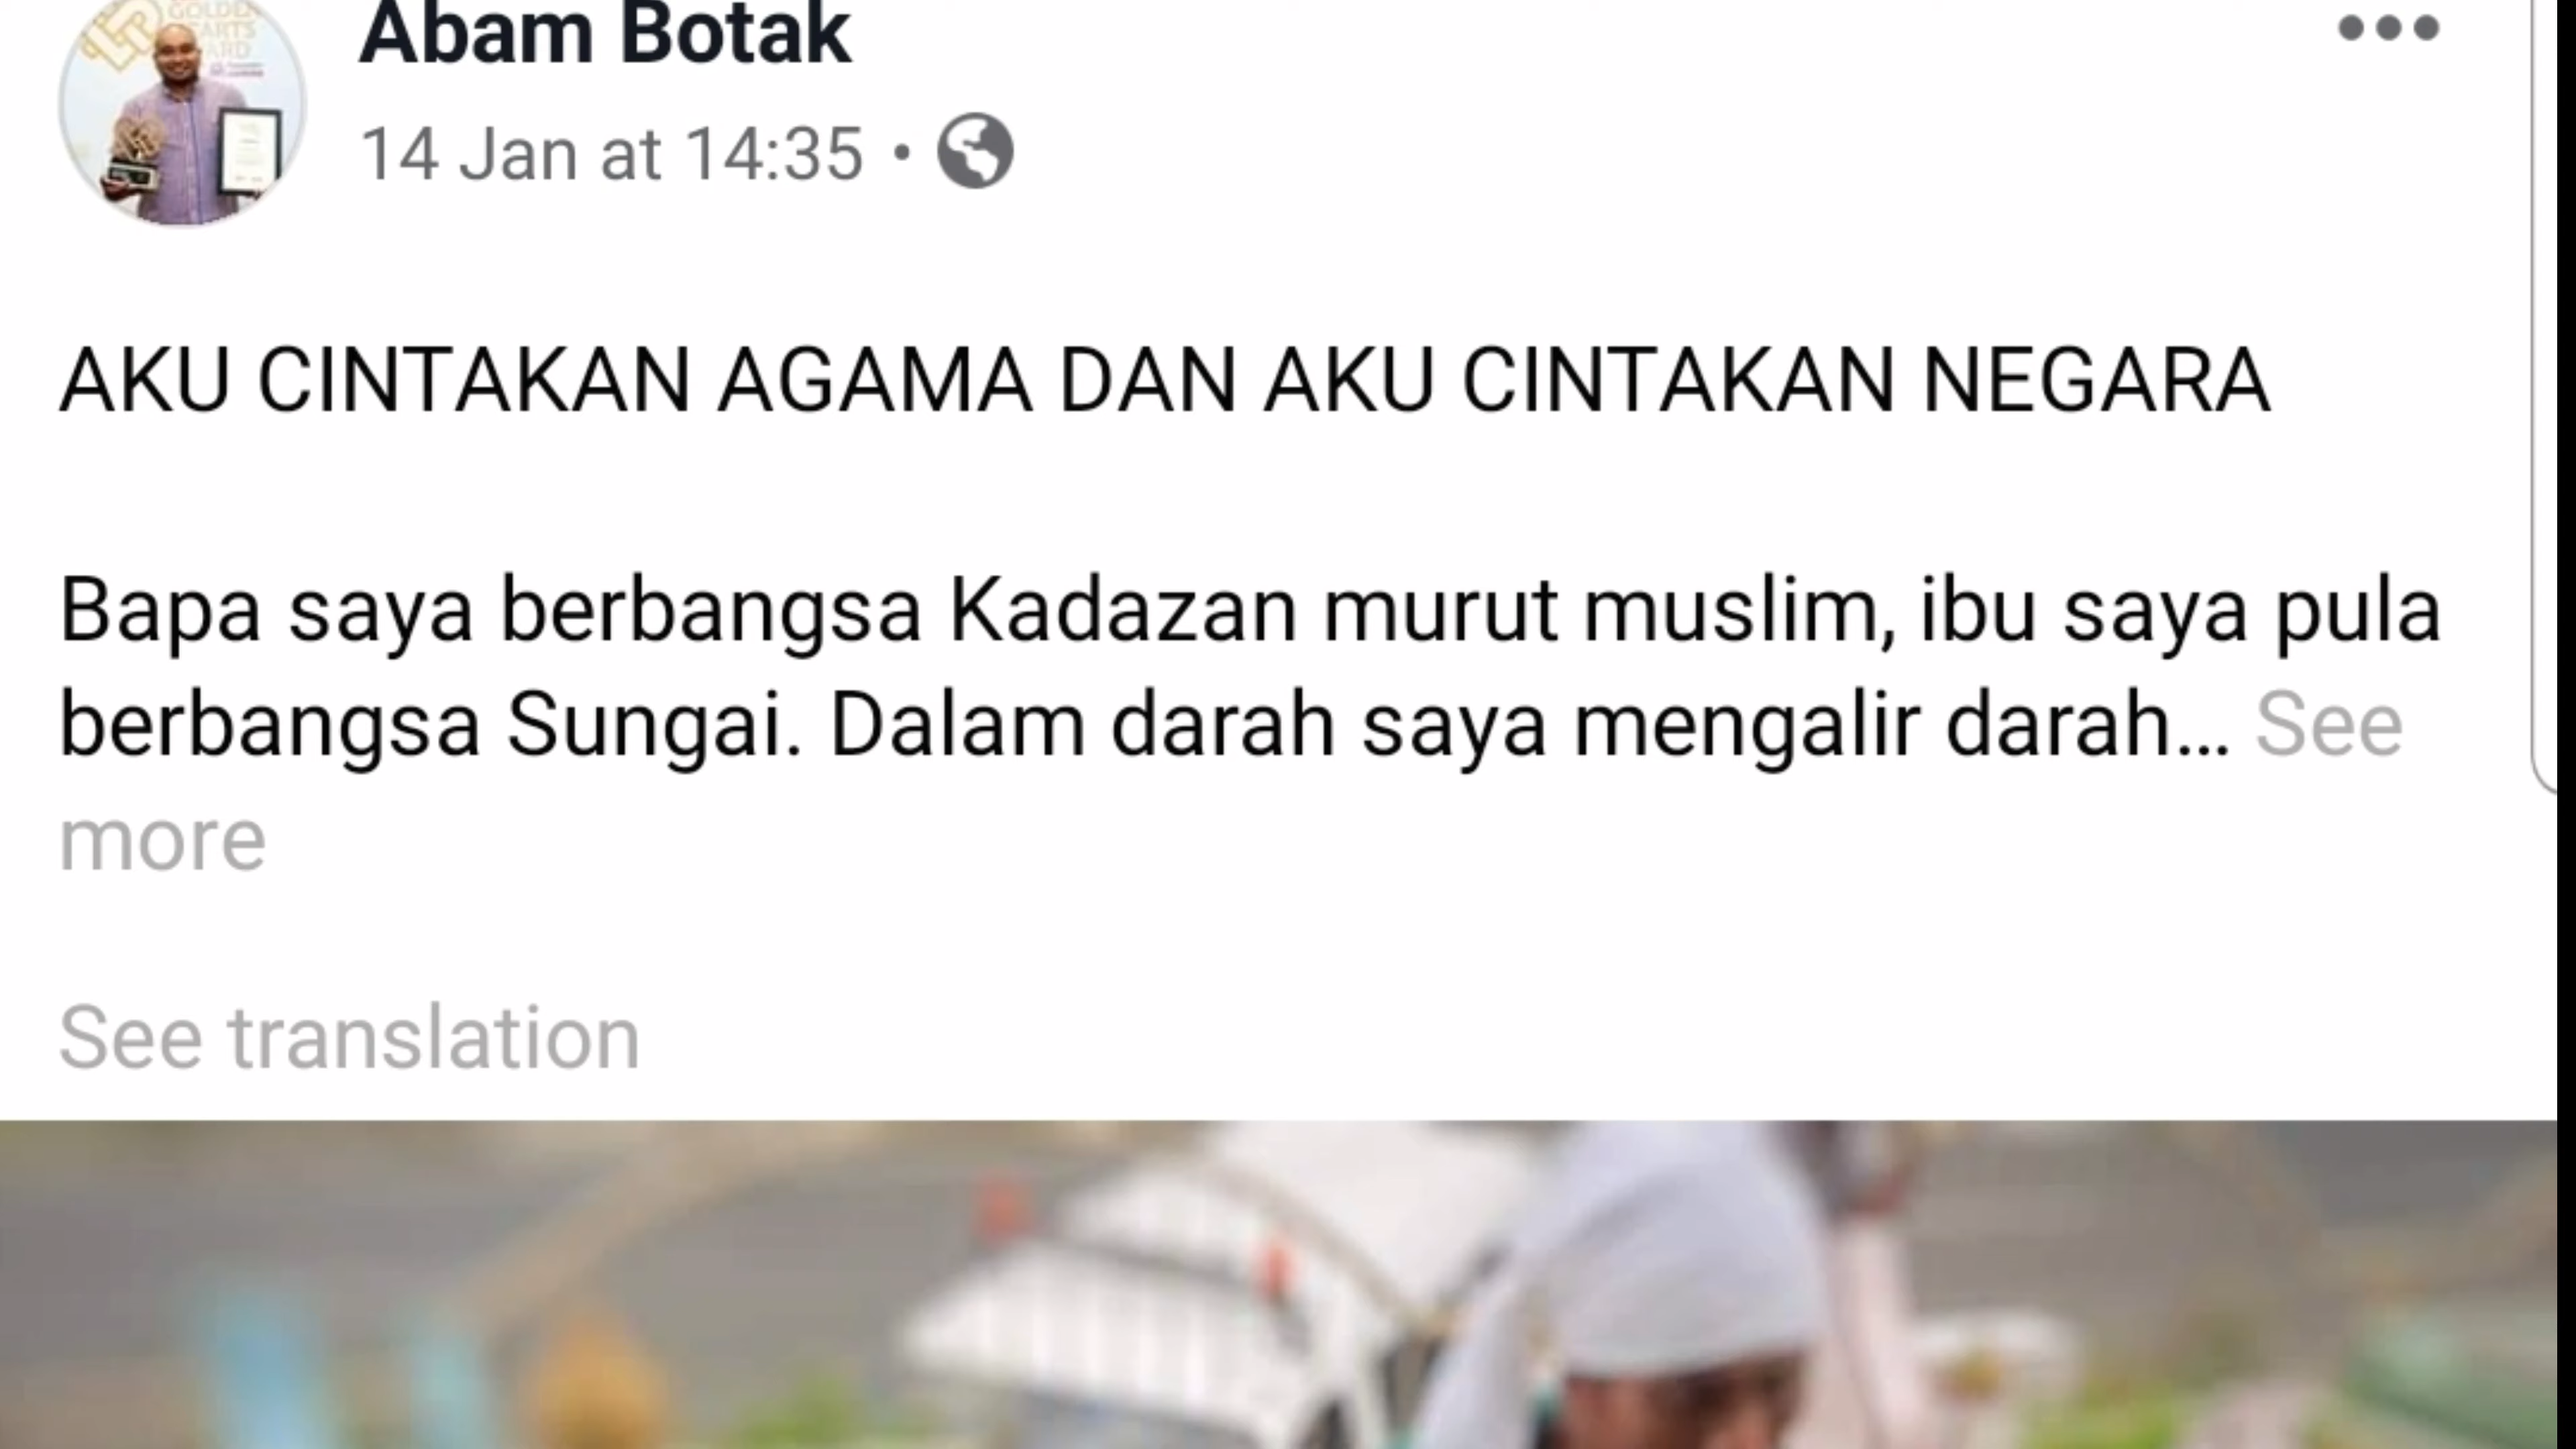 GOLDEN
Abam Botak
14 Jan at 14:35 •
AKU CINTAKAN AGAMA DAN AKU CINTAKAN NEGARA
Bapa saya berbangsa Kadazan murut muslim, ibu saya pula
berbangsa Sungai. Dalam darah saya mengalir darah... See
more
See translation